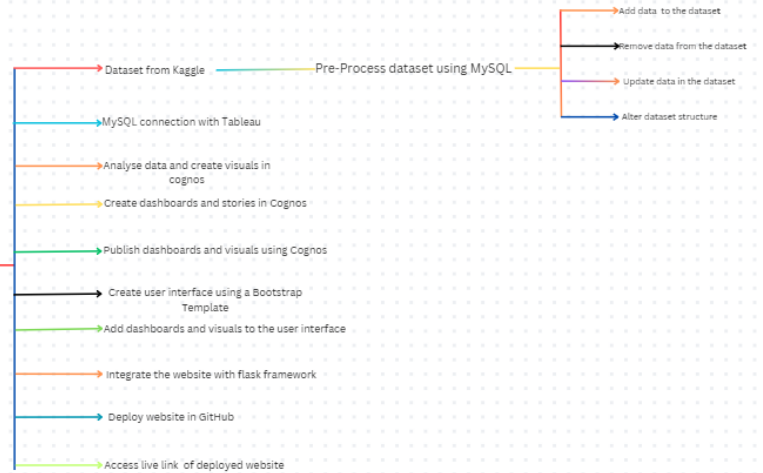 Add data to the dataset
Dataset from Kaggle
Pre-Process dataset using MySQL
Remove data from the dataset
Update data in the dataset
Alter dataset structure
MySQL connection with Tableau
Analyse data and create visuals in
cognos
Create dashboards and stories in Cognos
Publish dashboards and visuals using Cognos
Create user interface using a Bootstrap
Template
Add dashboards and visuals to the user interface
Integrate the website with flask framework
Deploy website in GitHub
Access live link of deployed website